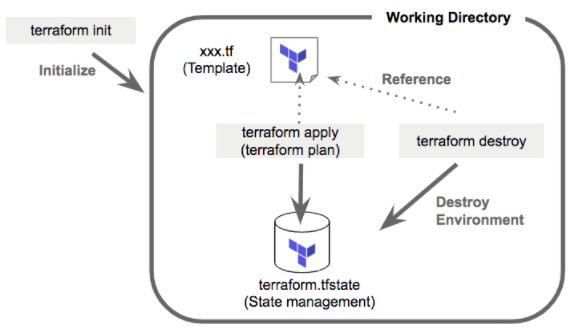 Working Directory
terraform init
Initialize
xxx.tf
(Template)
Reference
terraform apply
(terraform plan)
terraform destroy
Destroy
Environment
terraform.tfstate
(State management)